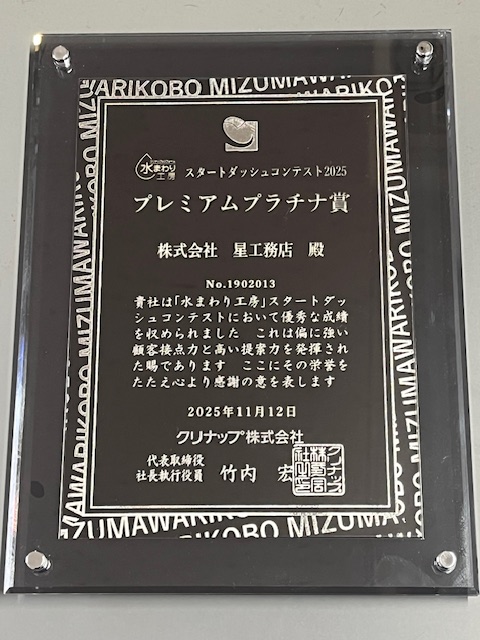 水まわり工房 スタートダッシュコンテスト2025
プレミアムプラチナ賞
株式会社 星工務店 殿
No.1902013
貴社は「水まわり工房」スタートダッ
シュコンテストにおいて優秀な成績
を収められました これは偏に強い
顧客接点力と高い提案力を発揮され
た賜であります ここにその栄誉を
たたえ心より感謝の意を表します
2025年11月12日
クリナップ株式会社
代表取締役
社長執行役員 竹内 宏
MIZUMAWARIKOBO MIZUMAWARIKOBO